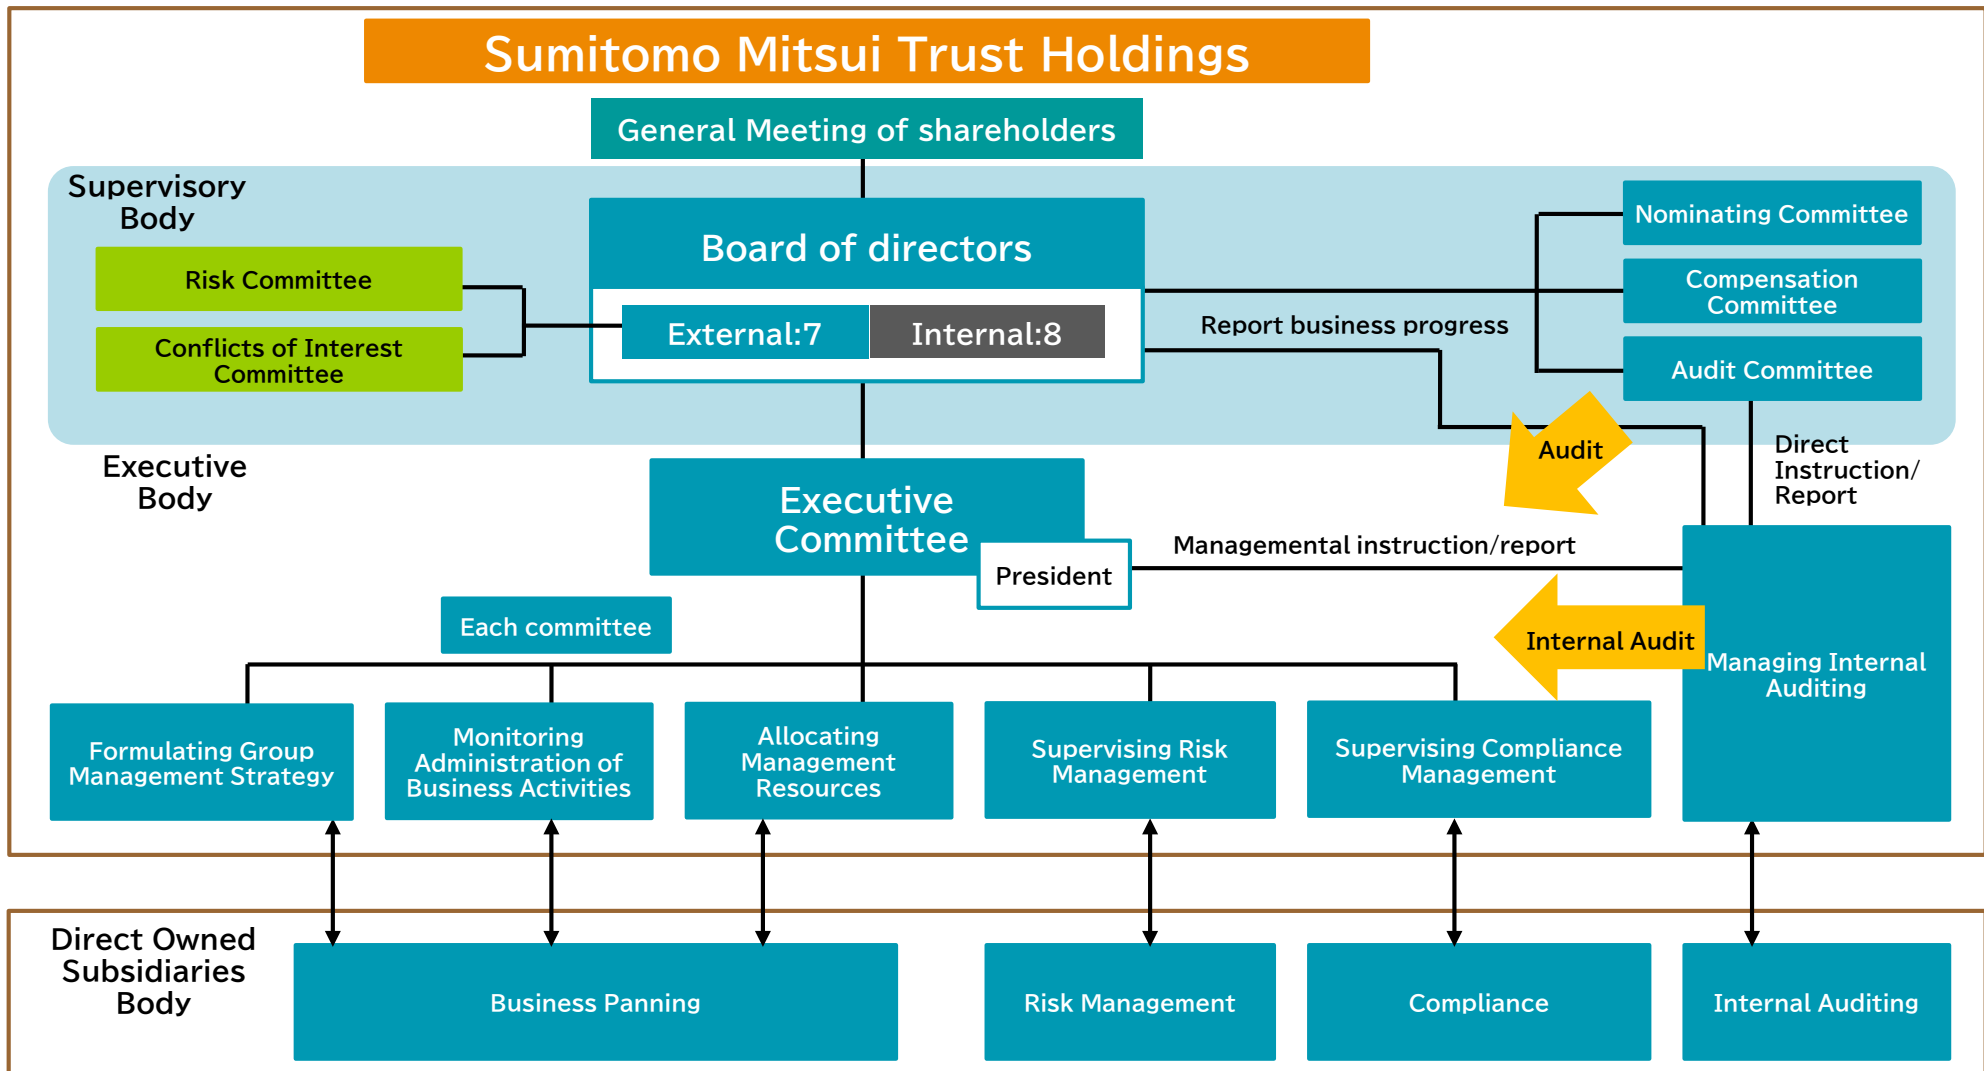 Sumitomo Mitsui Trust Holdings
General Meeting of shareholders
Supervisory
Body
Board of directors
External:7
Internal:8
Risk Committee
Conflicts of Interest
Committee
Nominating Committee
Compensation
Committee
Audit Committee
Report business progress
Audit
Direct
Instruction/
Report
Executive
Body
Executive
Committee
President
Managemental instruction/report
Each committee
Internal Audit
Managing Internal
Auditing
Formulating Group
Management Strategy
Monitoring
Administration of
Business Activities
Allocating
Management
Resources
Supervising Risk
Management
Supervising Compliance
Management
Direct Owned
Subsidiaries
Body
Business Panning
Risk Management
Compliance
Internal Auditing